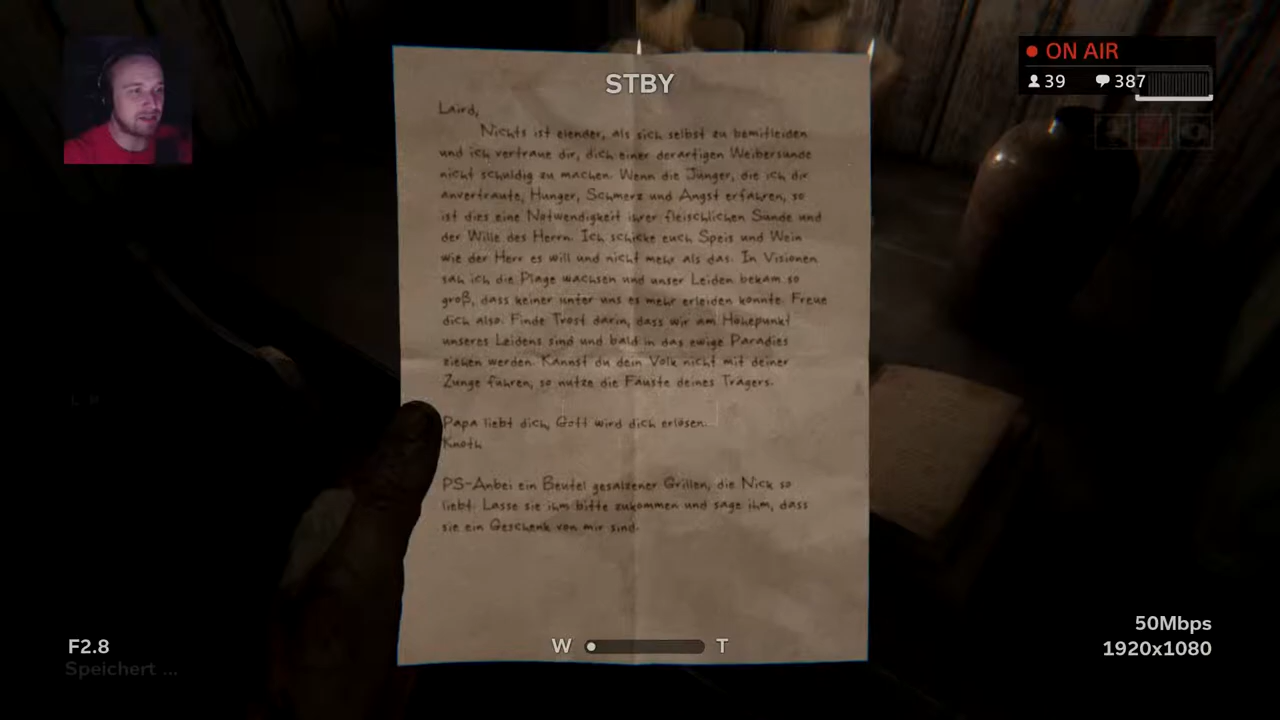 ON AIR
39 387
STBY
Laird,
Nichts ist elender, als sich selbst zu bemitleiden
und ich vertraue dir, dich einer derartigen Weibersünde
nicht schuldig zu machen. Wenn die Jünger, die ich dir
anvertraute, Hunger, Schmerz und Angst erfahren, so
ist dies eine Notwendigkeit ihrer fleischlichen Sünde und
der Wille des Herrn. Ich schicke euch Speis und Wein
wie der Herr es will und nicht mehr als das. In Visionen
sah ich die Plage wachsen und unser Leiden bekam so
groß, dass keiner unter uns es mehr erleiden konnte. Freue
dich also. Finde Trost darin, dass wir am Höhepunkt
unseres Leidens sind und bald in das ewige Paradies
ziehen werden. Kannst du dein Volk nicht mit deiner
Zunge führen, so nutze die Fäuste deines Trägers.
Papa liebt dich, Gott wird dich erlösen.
Knoth
PS-Anbei ein Beutel gesalzener Grillen, die Nick so
liebt. Lasse sie ihm bitte zukommen und sage ihm, dass
sie ein Geschenk von mir sind.
50Mbps
F2.8
W T
1920x1080
Speichert ...